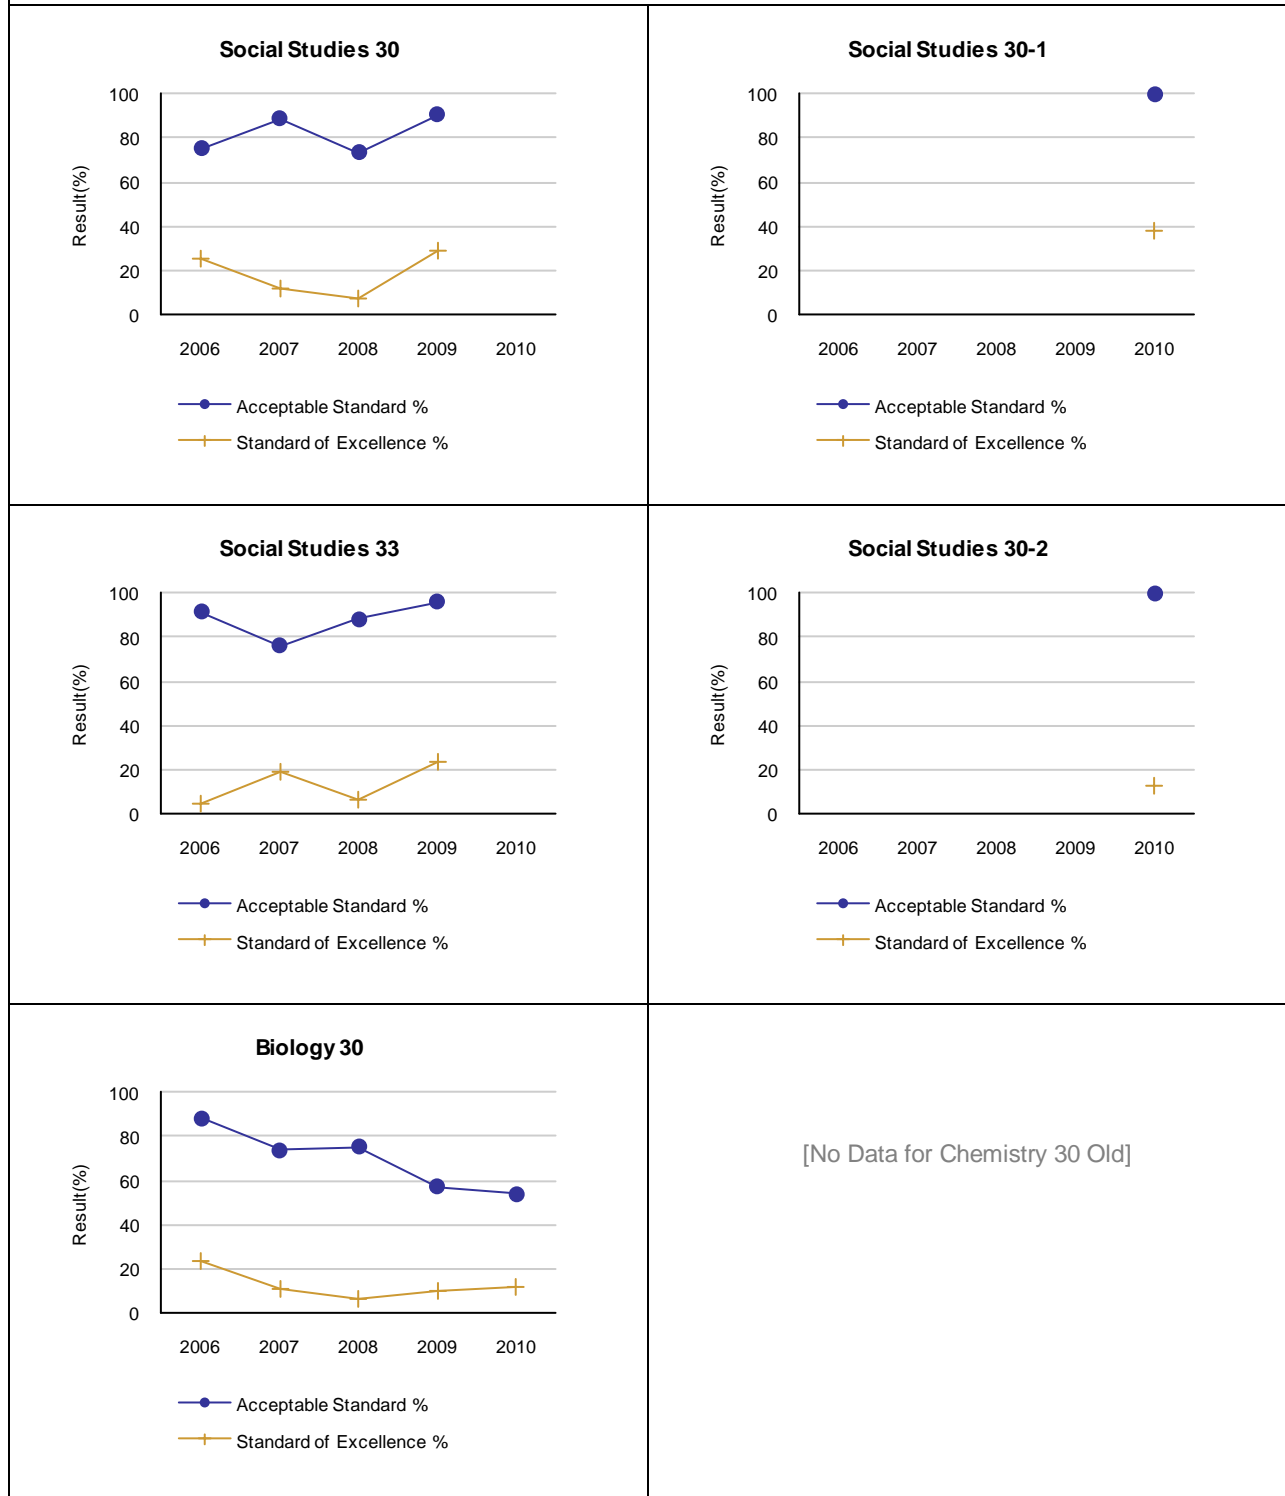 Social Studies 30
100
80
60
40
20
0
Result(%)
2006 2007 2008 2009 2010
Acceptable Standard %
Standard of Excellence %
Social Studies 30-1
100
80
60
40
20
0
Result(%)
2006 2007 2008 2009 2010
Acceptable Standard %
Standard of Excellence %
Social Studies 33
100
80
60
40
20
0
Result(%)
2006 2007 2008 2009 2010
Acceptable Standard %
Standard of Excellence %
Social Studies 30-2
100
80
60
40
20
0
Result(%)
2006 2007 2008 2009 2010
Acceptable Standard %
Standard of Excellence %
Biology 30
100
80
60
40
20
0
Result(%)
2006 2007 2008 2009 2010
Acceptable Standard %
Standard of Excellence %
[No Data for Chemistry 30 Old]